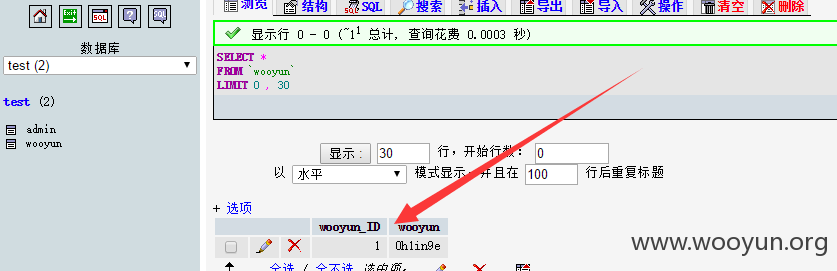 浏览 结构 SQL 搜索 插入 导出 导入 操作 清空 删除
数据库
test (2)
test (2)
admin
wooyun
显示行 0 - 0 (~1¹ 总计, 查询花费 0.0003 秒)
SELECT *
FROM `wooyun`
LIMIT 0 , 30
显示 : 30 行，开始行数： 0
以 水平 模式显示，并且在 100 行后重复标题
+ 选项
wooyun_ID wooyun
1 0h1in9e
全选 / 全不选 选中项：
www.wooyun.org